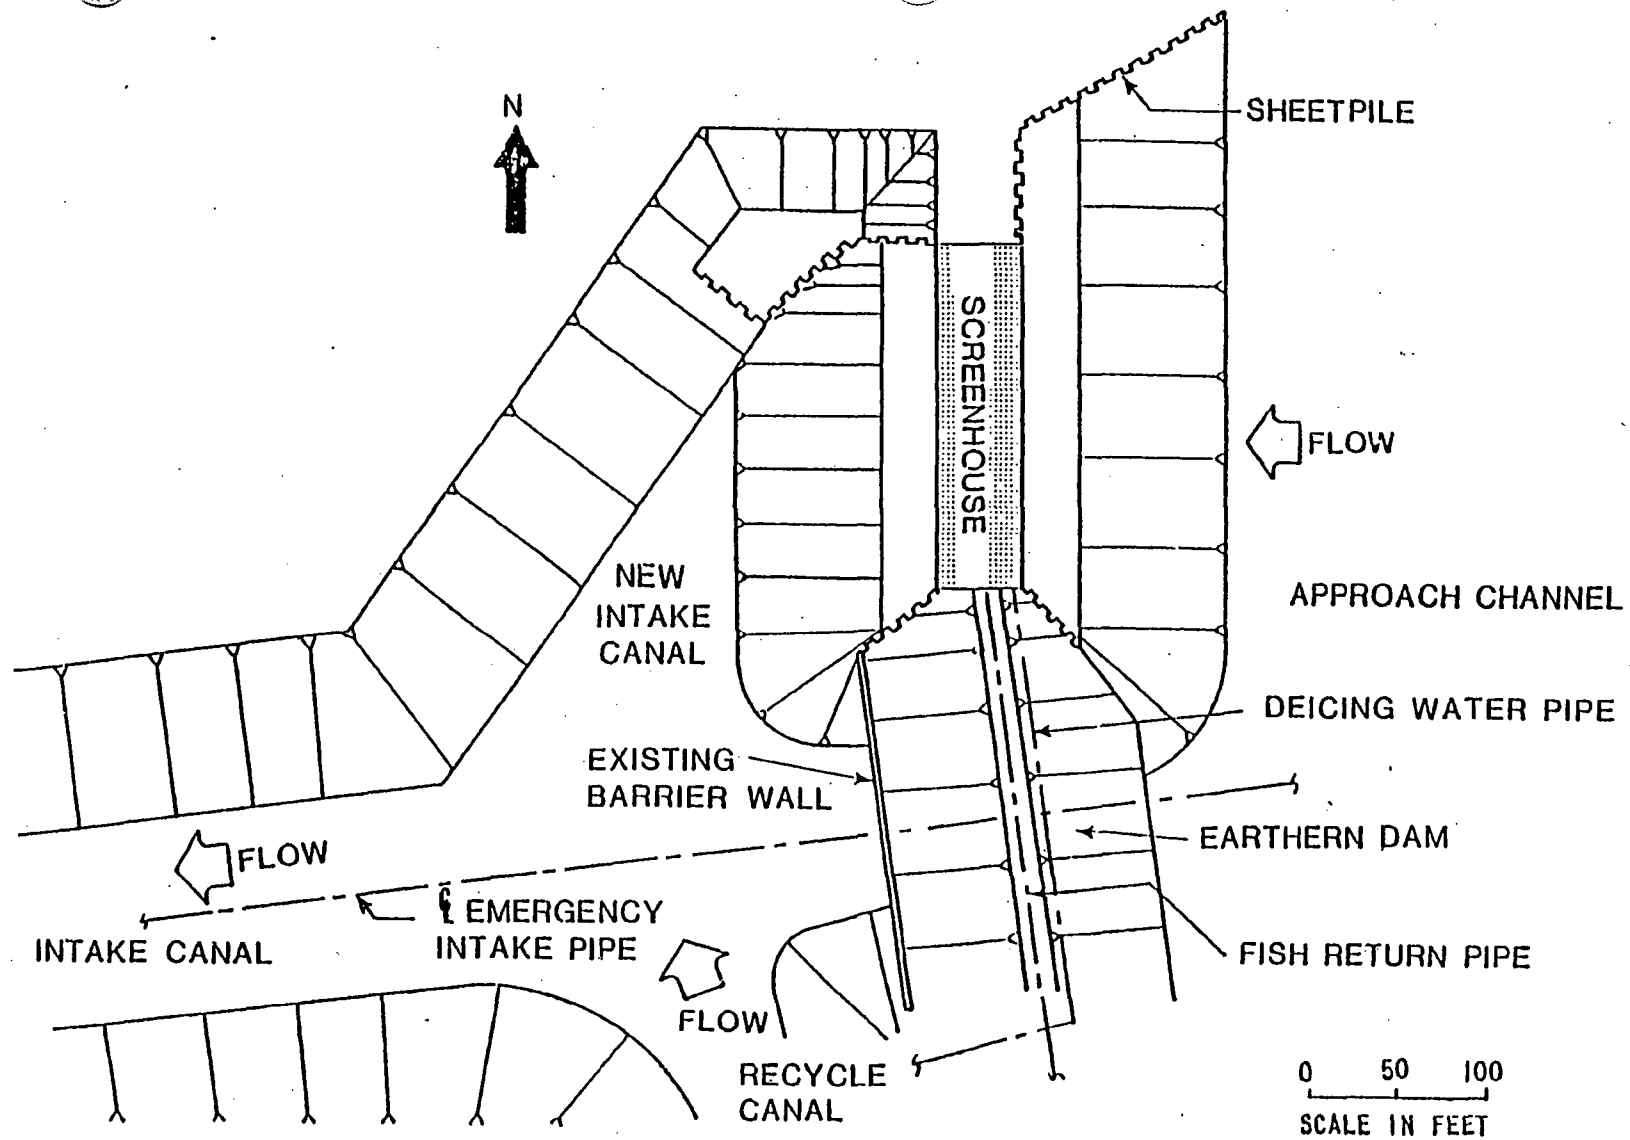 N
SHEETPILE
SCREENHOUSE
FLOW
NEW
INTAKE
CANAL
APPROACH CHANNEL
DEICING WATER PIPE
EXISTING
BARRIER WALL
EARTHERN DAM
FLOW
℄ EMERGENCY
INTAKE PIPE
INTAKE CANAL
FISH RETURN PIPE
FLOW
RECYCLE
CANAL
0 50 100
SCALE IN FEET